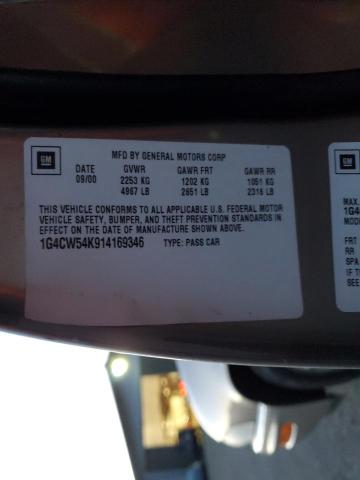 GM
MFD BY GENERAL MOTORS CORP
DATE GVWR GAWR FRT GAWR RR
09/00 2253 KG 1202 KG 1051 KG
4967 LB 2651 LB 2316 LB
THIS VEHICLE CONFORMS TO ALL APPLICABLE U.S. FEDERAL MOTOR
VEHICLE SAFETY, BUMPER, AND THEFT PREVENTION STANDARDS IN
EFFECT ON THE DATE OF MANUFACTURE SHOWN ABOVE.
1G4CW54K914169346 TYPE: PASS CAR
GM
MAX.
1G4
MODE
FRT
RR
SPA
IF T
SEE